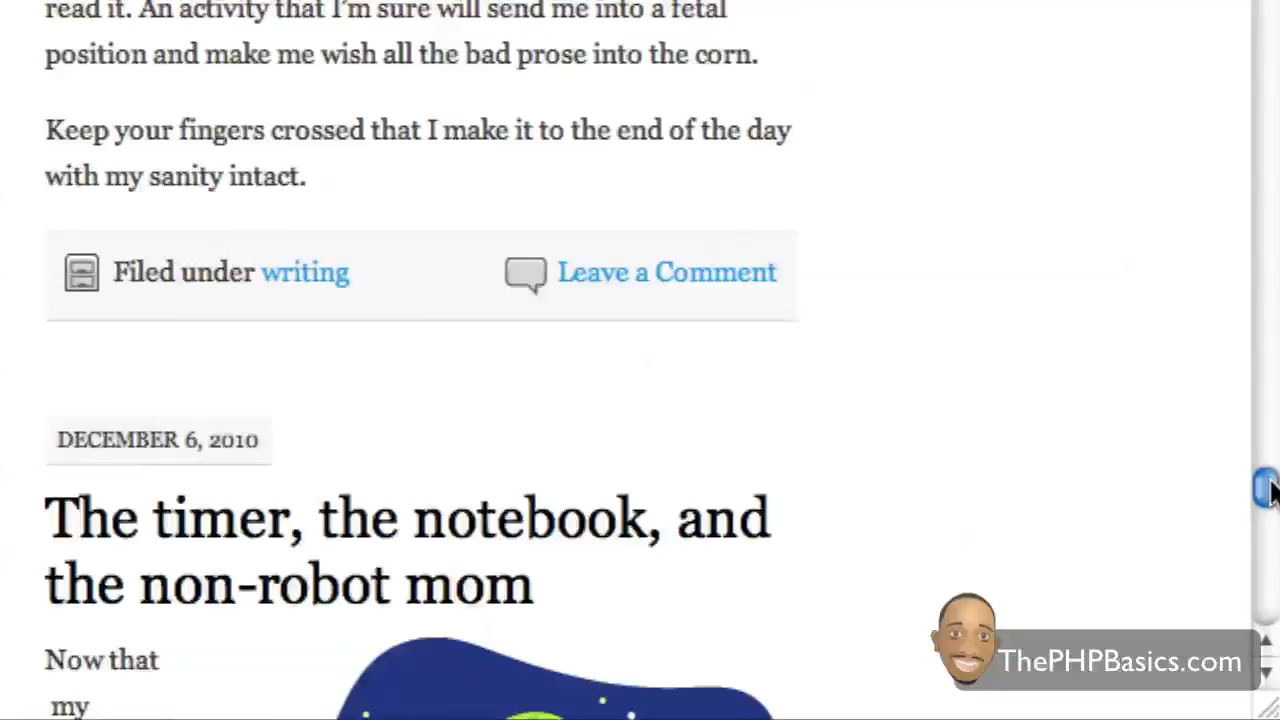 read it. An activity that I'm sure will send me into a fetal
position and make me wish all the bad prose into the corn.
Keep your fingers crossed that I make it to the end of the day
with my sanity intact.
Filed under writing
Leave a Comment
DECEMBER 6, 2010
The timer, the notebook, and
the non-robot mom
Now that
my
ThePHPBasics.com